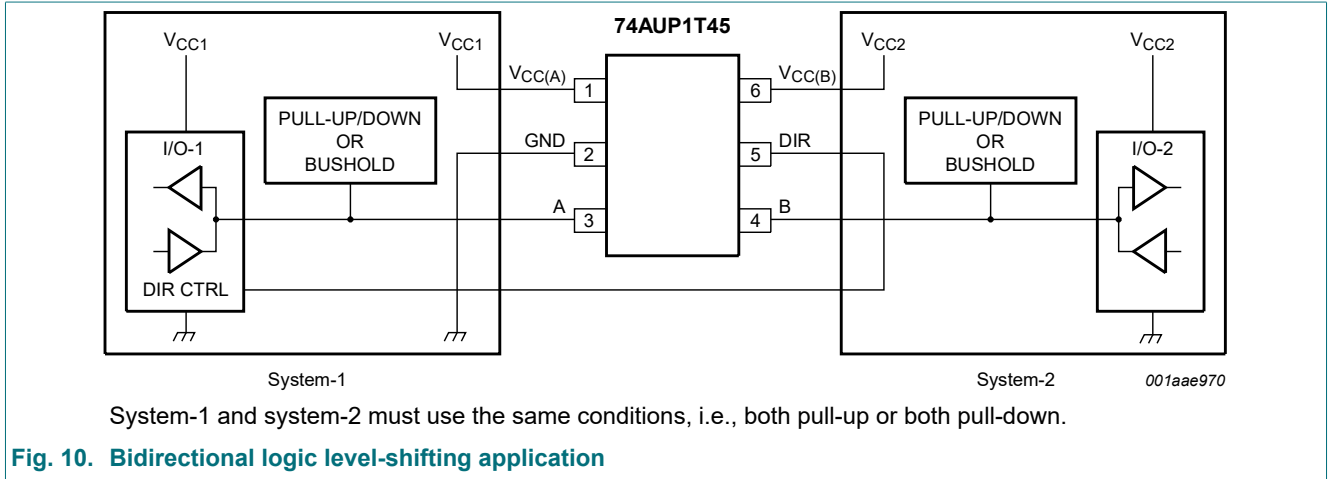 74AUP1T45
VCC1
VCC1
VCC2
VCC2
VCC(A)
1
6
VCC(B)
PULL-UP/DOWN
OR
BUSHOLD
PULL-UP/DOWN
OR
BUSHOLD
I/O-1
GND
2
5
DIR
I/O-2
A
3
4
B
DIR CTRL
System-1
System-2
001aae970
System-1 and system-2 must use the same conditions, i.e., both pull-up or both pull-down.
Fig. 10. Bidirectional logic level-shifting application